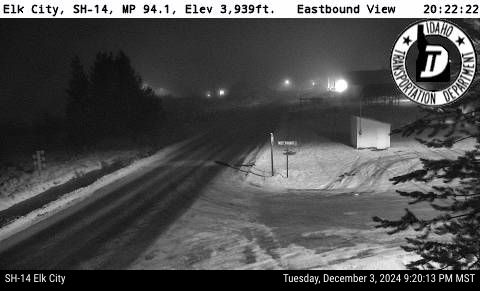 Elk City, SH-14, MP 94.1, Elev 3,939ft.   Eastbound View   20:22:22
IDAHO
TRANSPORTATION DEPARTMENT
SH-14 Elk City
Tuesday, December 3, 2024 9:20:13 PM MST